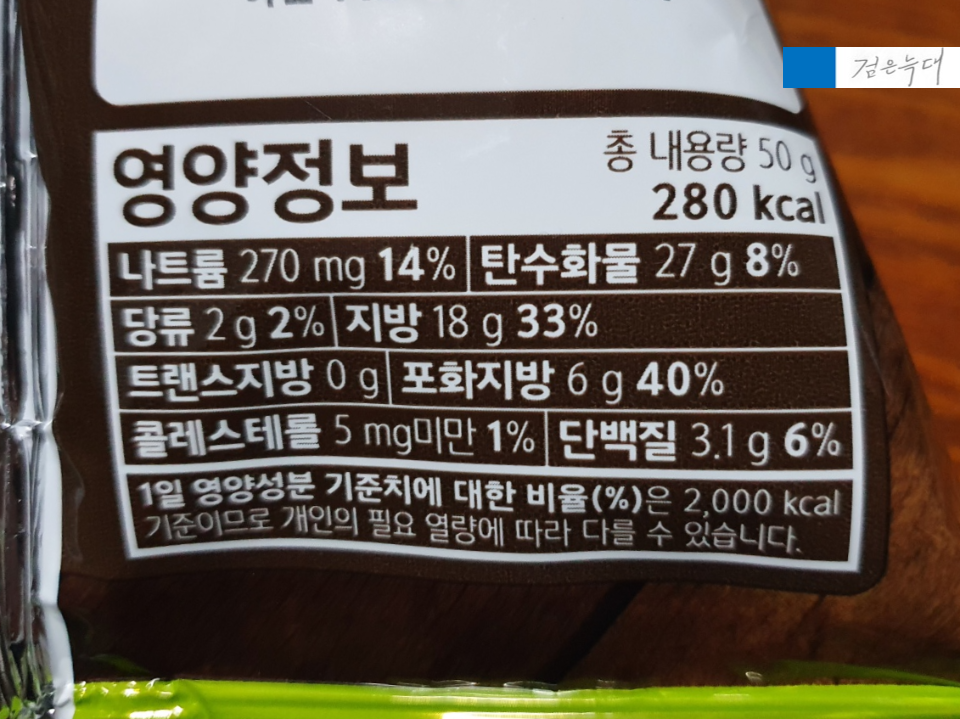 검은늑대
영양정보
총 내용량 50 g
280 kcal
나트륨 270 mg 14% 탄수화물 27 g 8%
당류 2 g 2% 지방 18 g 33%
트랜스지방 0 g 포화지방 6 g 40%
콜레스테롤 5 mg미만 1% 단백질 3.1 g 6%
1일 영양성분 기준치에 대한 비율(%)은 2,000 kcal
기준이므로 개인의 필요 열량에 따라 다를 수 있습니다.